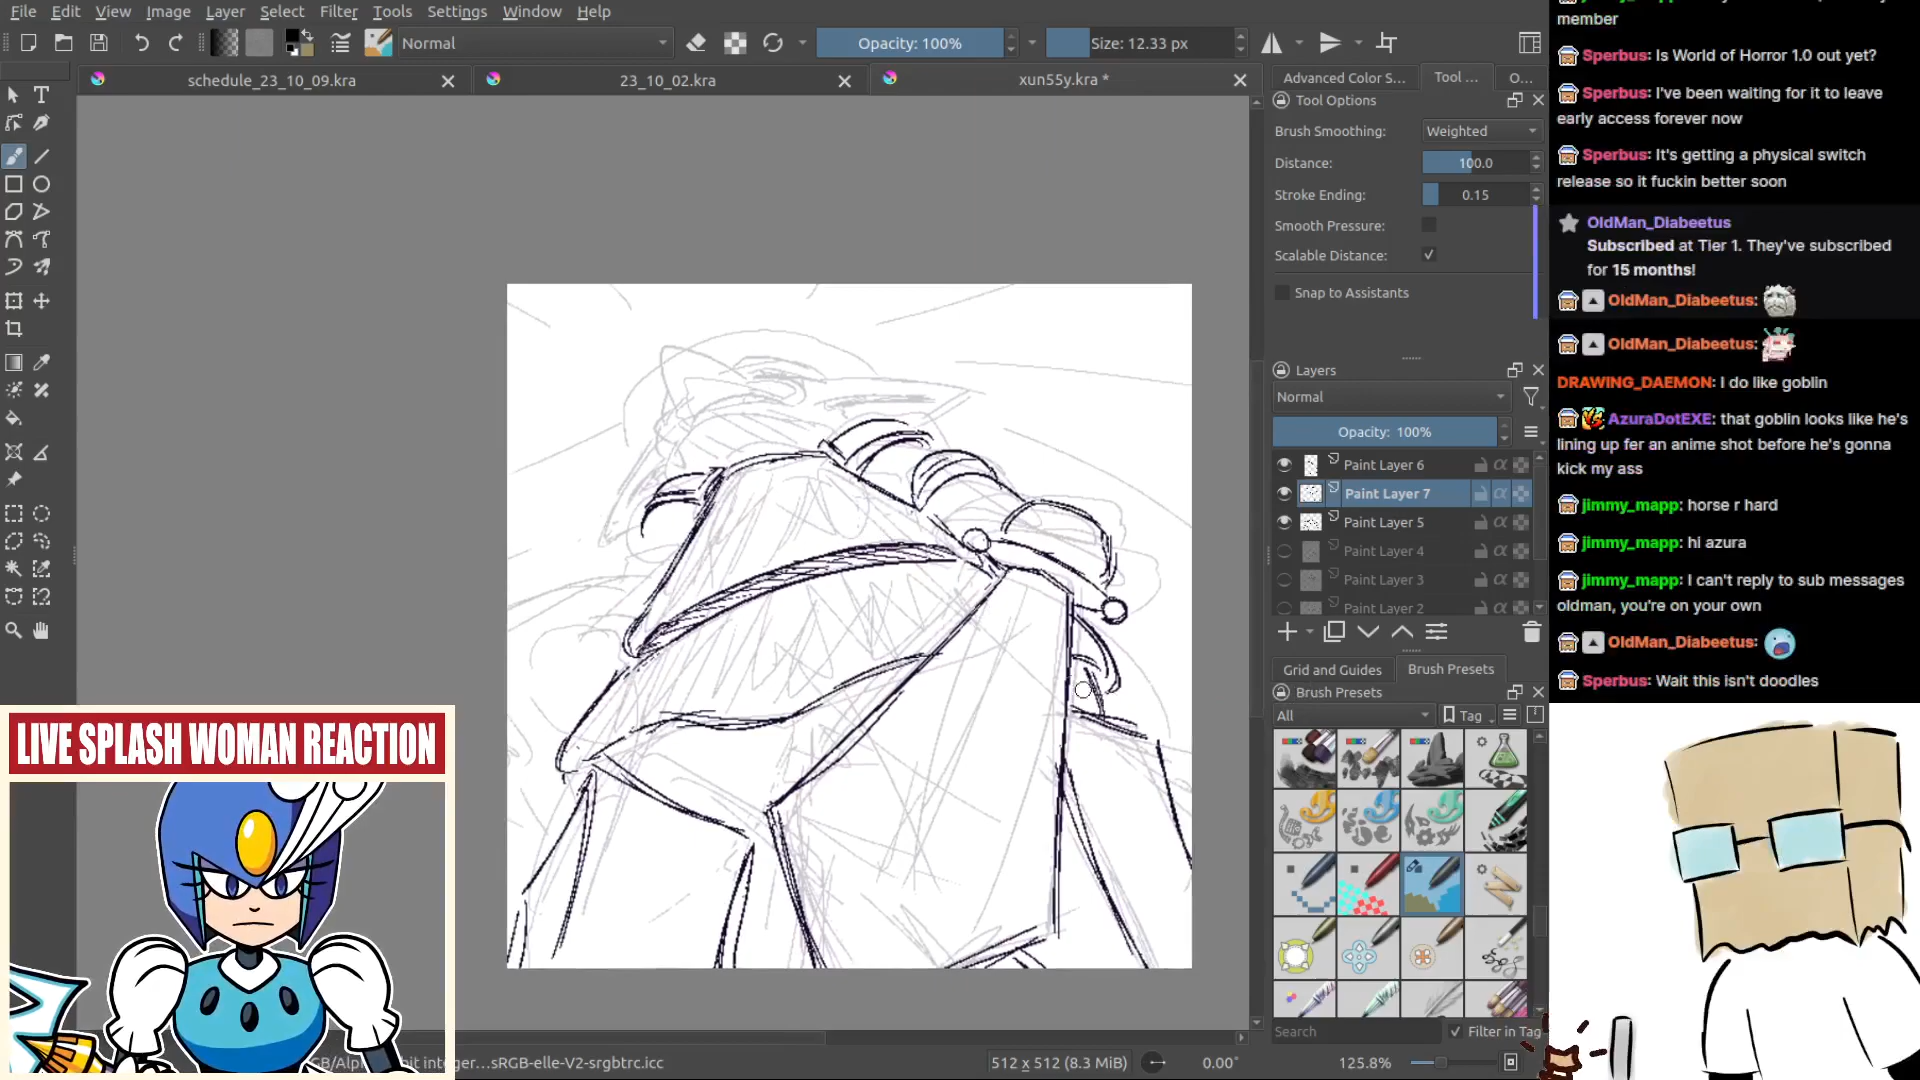 File Edit View Image Layer Select Filter Tools Settings Window Help
Normal
Opacity: 100%
Size: 12.33 px
schedule_23_10_09.kra
23_10_02.kra
xun55y.kra *
Advanced Color S...
Tool ...
O...
Tool Options
Brush Smoothing:
Weighted
Distance:
100.0
Stroke Ending:
0.15
Smooth Pressure:
Scalable Distance:
Snap to Assistants
Layers
Normal
Opacity: 100%
Paint Layer 6
Paint Layer 7
Paint Layer 5
Paint Layer 4
Paint Layer 3
Paint Layer 2
Grid and Guides
Brush Presets
Brush Presets
All
Tag
Search
Filter in Tag
bit integer...sRGB-elle-V2-srgbtrc.icc
512 x 512 (8.3 MiB)
0.00°
125.8%
LIVE SPLASH WOMAN REACTION
member
Sperbus: Is World of Horror 1.0 out yet?
Sperbus: I've been waiting for it to leave
early access forever now
Sperbus: It's getting a physical switch
release so it fuckin better soon
OldMan_Diabeetus
Subscribed at Tier 1. They've subscribed
for 15 months!
OldMan_Diabeetus:
OldMan_Diabeetus:
DRAWING_DAEMON: I do like goblin
AzuraDotEXE: that goblin looks like he's
lining up fer an anime shot before he's gonna
kick my ass
jimmy_mapp: horse r hard
jimmy_mapp: hi azura
jimmy_mapp: I can't reply to sub messages
oldman, you're on your own
OldMan_Diabeetus:
Sperbus: Wait this isn't doodles